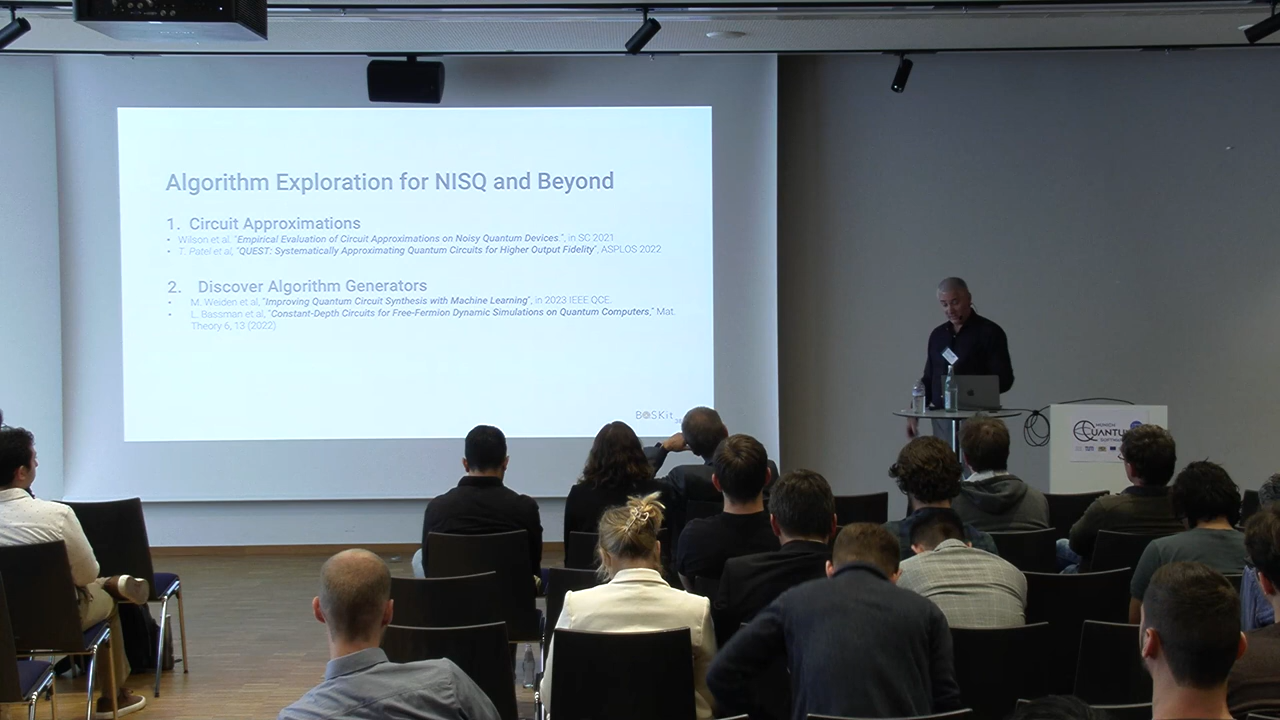 Algorithm Exploration for NISQ and Beyond
1. Circuit Approximations
• Wilson et al. "Empirical Evaluation of Circuit Approximations on Noisy Quantum Devices.", in SC 2021
• T. Patel et al, "QUEST: Systematically Approximating Quantum Circuits for Higher Output Fidelity", ASPLOS 2022
2. Discover Algorithm Generators
• M. Weiden et al, "Improving Quantum Circuit Synthesis with Machine Learning", in 2023 IEEE QCE.
• L. Bassman et al, "Constant-Depth Circuits for Free-Fermion Dynamic Simulations on Quantum Computers," Mat.
Theory 6, 13 (2022)
BQSKit
MUNICH
QUANTUM
SOFTWARE